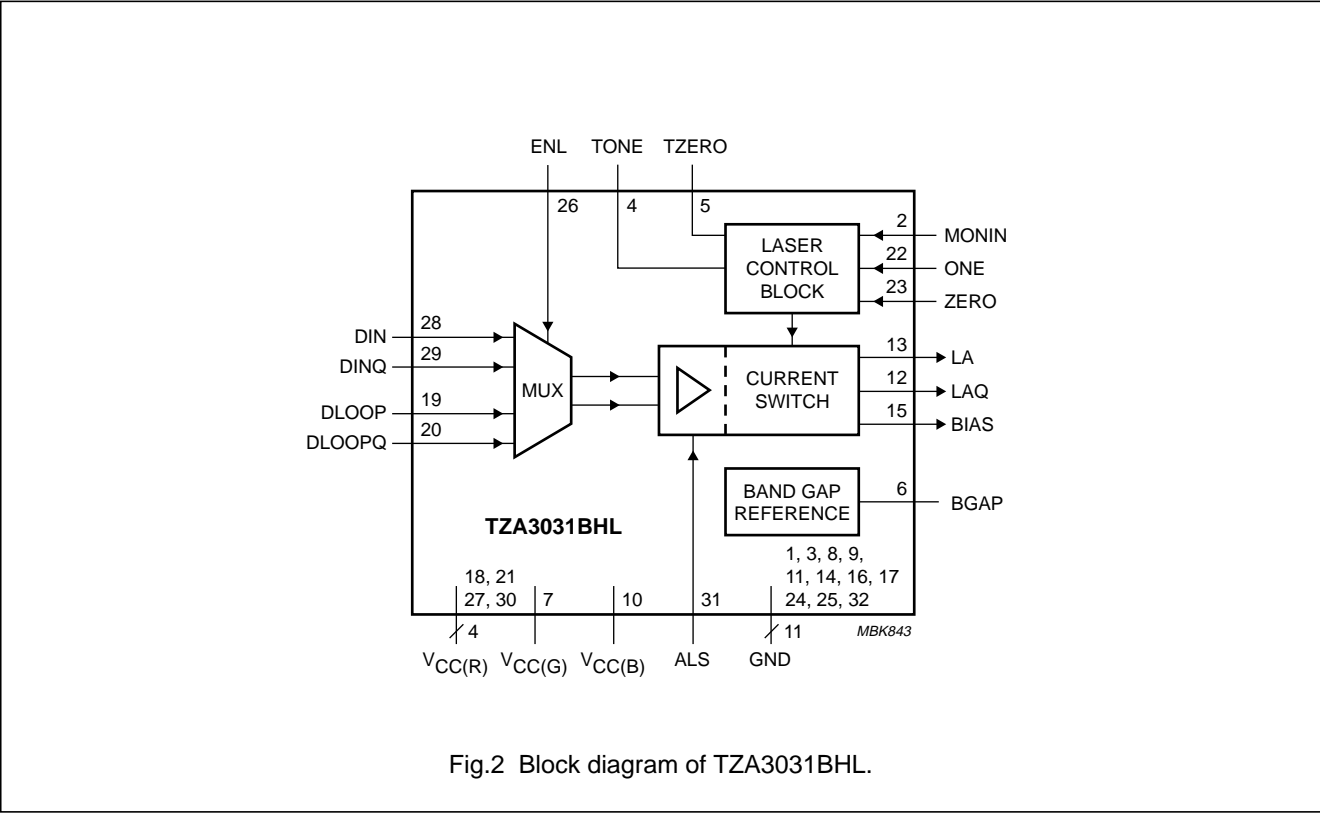 ENL TONE TZERO
26 4 5
2 MONIN
22 ONE
23 ZERO
LASER
CONTROL
BLOCK
DIN 28
DINQ 29
DLOOP 19
DLOOPQ 20
MUX
CURRENT
SWITCH
13 LA
12 LAQ
15 BIAS
BAND GAP
REFERENCE
6 BGAP
TZA3031BHL
18, 21
27, 30
7
10
31
1, 3, 8, 9,
11, 14, 16, 17
24, 25, 32
4
11
MBK843
VCC(R) VCC(G) VCC(B) ALS GND
Fig.2 Block diagram of TZA3031BHL.